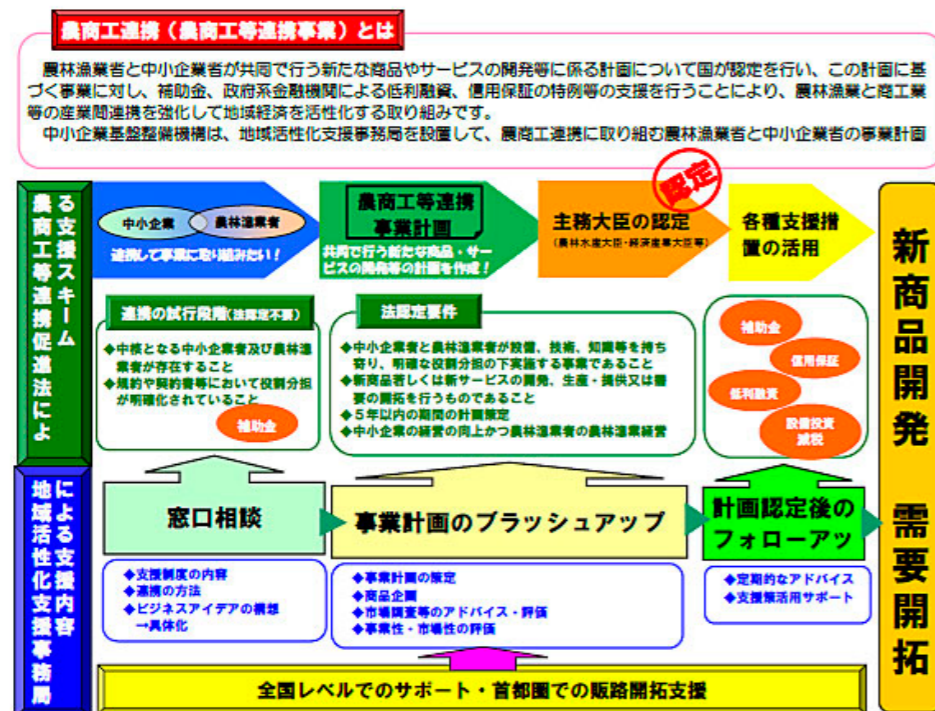 農商工連携(農商工等連携事業)とは
農林漁業者と中小企業者が共同で行う新たな商品やサービスの開発等に係る計画について国が認定を行い、この計画に基
づく事業に対し、補助金、政府系金融機関による低利融資、信用保証の特例等の支援を行うことにより、農林漁業と商工業
等の産業間連携を強化して地域経済を活性化する取り組みです。
中小企業基盤整備機構は、地域活性化支援事務局を設置して、農商工連携に取り組む農林漁業者と中小企業者の事業計画
農商工等連携促進法によ
る支援スキーム
中小企業
農林漁業者
連携して事業に取り組みたい!
農商工等連携
事業計画
共同で行う新たな商品・サー
ビスの開発等の計画を作成!
認定
主務大臣の認定
(農林水産大臣・経済産業大臣等)
各種支援措
置の活用
新商品開発 需要開拓
連携の試行段階(法認定不要)
◆中核となる中小企業者及び農林漁
業者が存在すること
◆規約や契約書等において役割分担
が明確化されていること
補助金
法認定要件
◆中小企業者と農林漁業者が設備、技術、知識等を持ち
寄り、明確な役割分担の下実施する事業であること
◆新商品若しくは新サービスの開発、生産・提供又は需
要の開拓を行うものであること
◆5年以内の期間の計画策定
◆中小企業の経営の向上かつ農林漁業者の農林漁業経営
補助金
信用保証
低利融資
設備投資
減税
地域活性化支援事務局
による支援内容
窓口相談
事業計画のブラッシュアップ
計画認定後の
フォローアッ
◆支援制度の内容
◆連携の方法
◆ビジネスアイデアの構想
→具体化
◆事業計画の策定
◆商品企画
◆市場調査等のアドバイス・評価
◆事業性・市場性の評価
◆定期的なアドバイス
◆支援策活用サポート
全国レベルでのサポート・首都圏での販路開拓支援